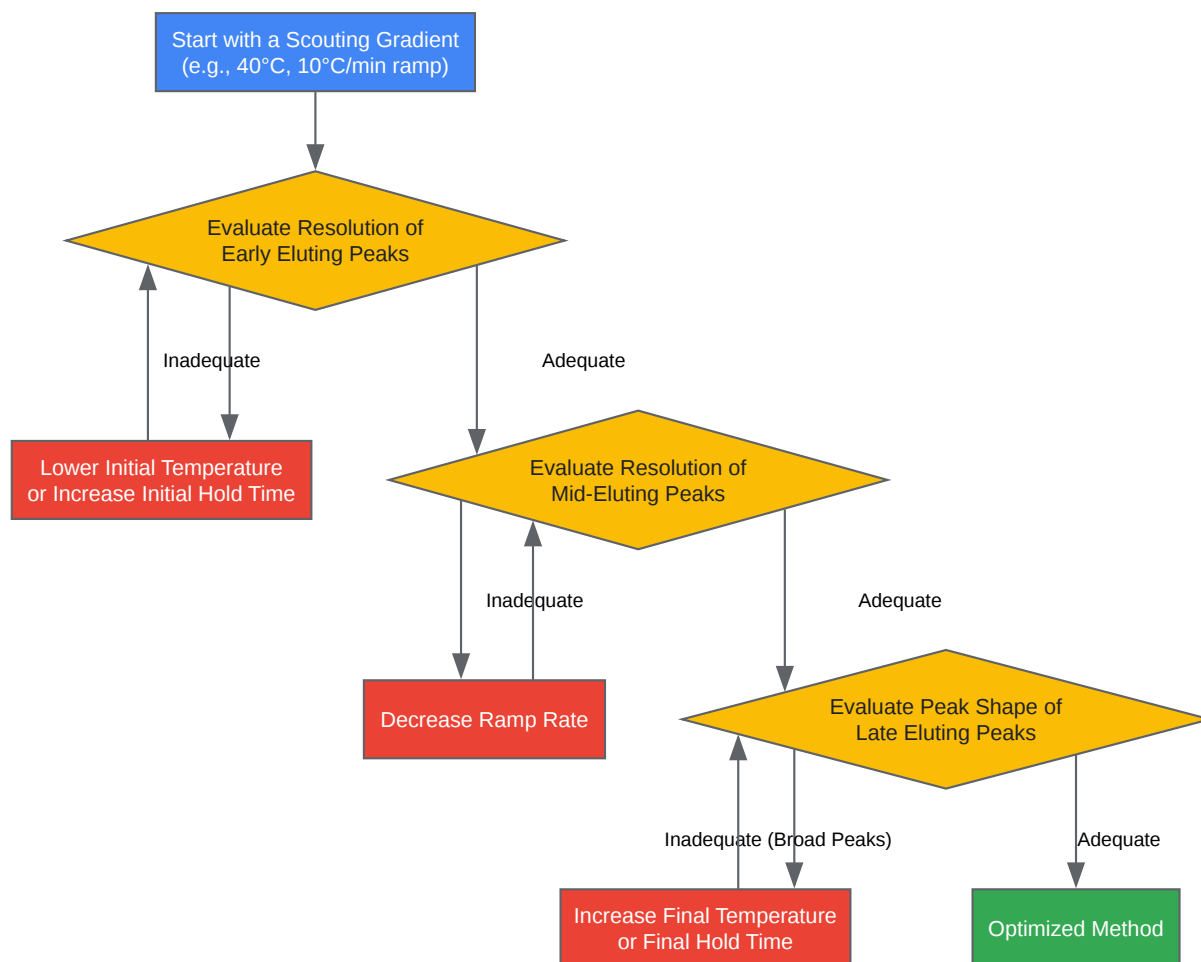 Start with a Scouting Gradient
(e.g., 40°C, 10°C/min ramp)
Evaluate Resolution of
Early Eluting Peaks
Inadequate
Adequate
Lower Initial Temperature
or Increase Initial Hold Time
Evaluate Resolution of
Mid-Eluting Peaks
Inadequate
Adequate
Decrease Ramp Rate
Evaluate Peak Shape of
Late Eluting Peaks
Inadequate (Broad Peaks)
Adequate
Increase Final Temperature
or Final Hold Time
Optimized Method